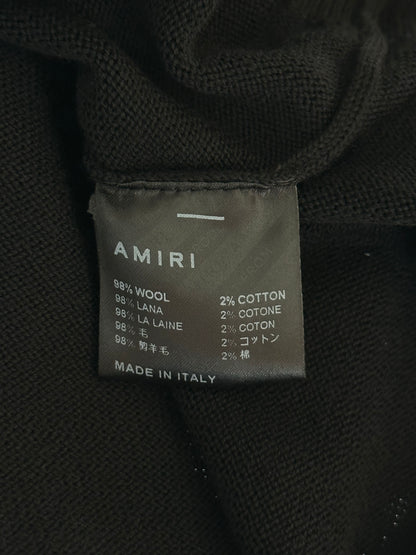 AMIRI
98% WOOL 2% COTTON
98% LANA 2% COTONE
98% LA LAINE 2% COTON
98% 毛 2% コットン
98% 剪羊毛 2% 棉
MADE IN ITALY